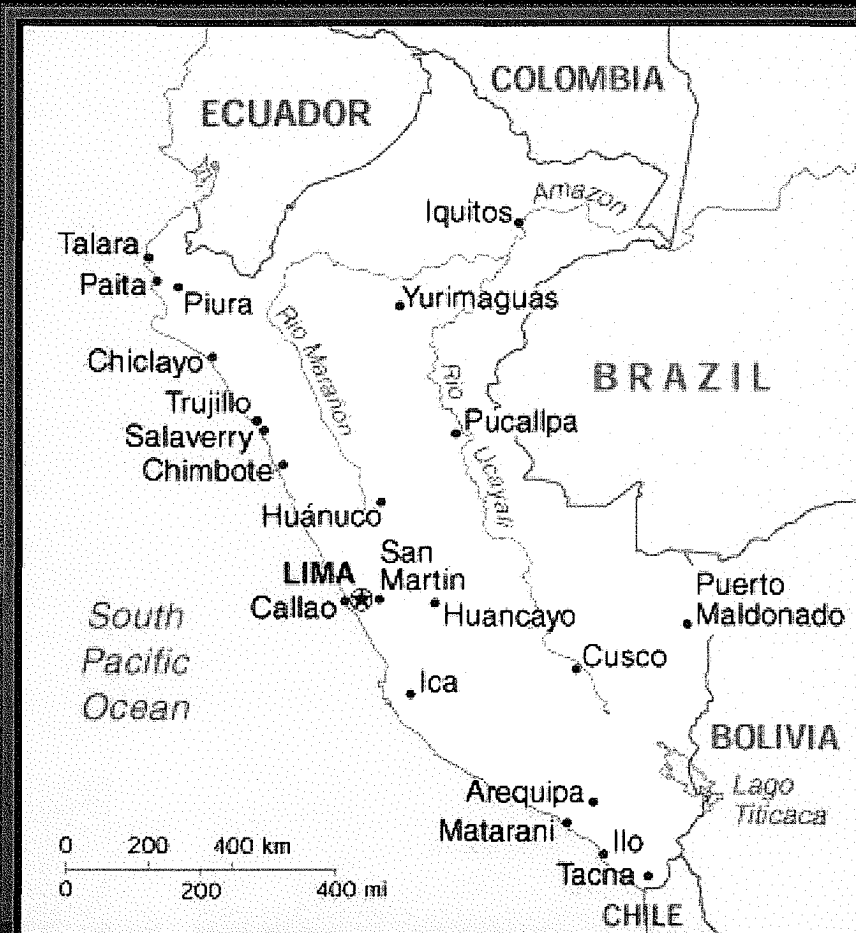 COLOMBIA
ECUADOR
Amazon
Iquitos
Talara
Paita
Piura
Yurimaguas
Rio Marañón
Chiclayo
BRAZIL
Río
Ucayali
Trujillo
Pucallpa
Salaverry
Chimbote
Huánuco
San
Martin
LIMA
Callao
Huancayo
Puerto
Maldonado
South
Pacific
Ocean
Cusco
Ica
BOLIVIA
Lago
Titicaca
Arequipa
Matarani
Ilo
Tacna
0 200 400 km
0 200 400 mi
CHILE